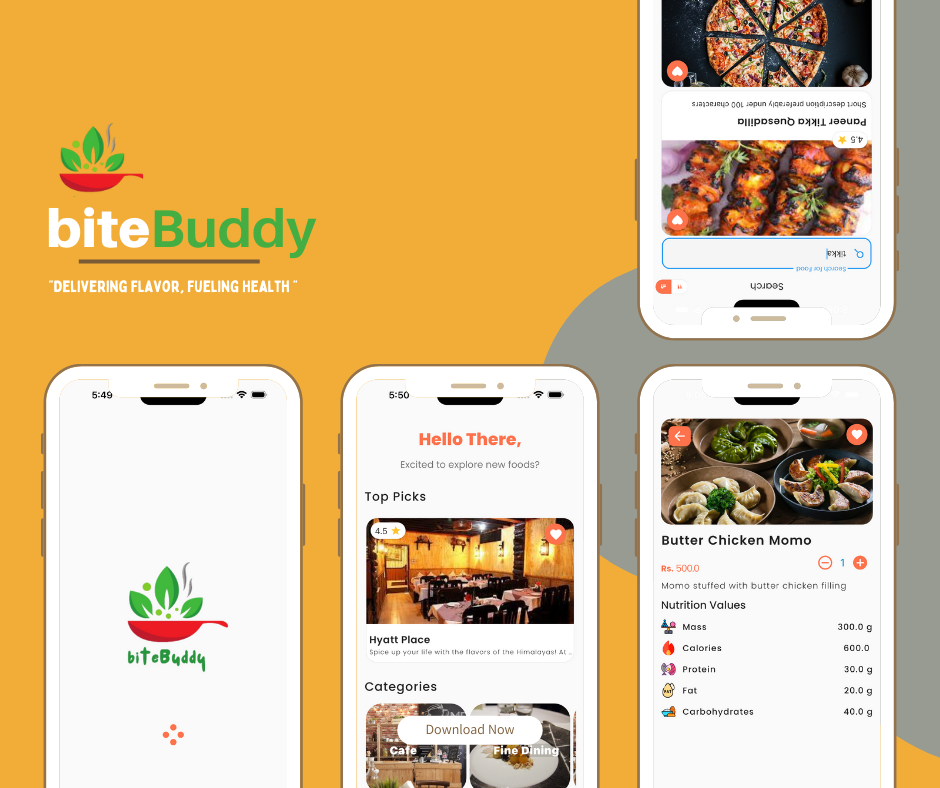 biteBuddy
"DELIVERING FLAVOR, FUELING HEALTH "
Short description preferably under 100 characters
Paneer Tikka Quesadilla
4.5
tikka
Search for Food
Search
5:49
biteBuddy
5:50
Hello There,
Excited to explore new foods?
Top Picks
4.5
Hyatt Place
Spice up your life with the flavors of the Himalayas! At ...
Categories
Download Now
Cafe
Fine Dining
Butter Chicken Momo
Rs. 500.0
1
Momo stuffed with butter chicken filling
Nutrition Values
Mass 300.0 g
Calories 600.0
Protein 30.0 g
Fat 20.0 g
Carbohydrates 40.0 g